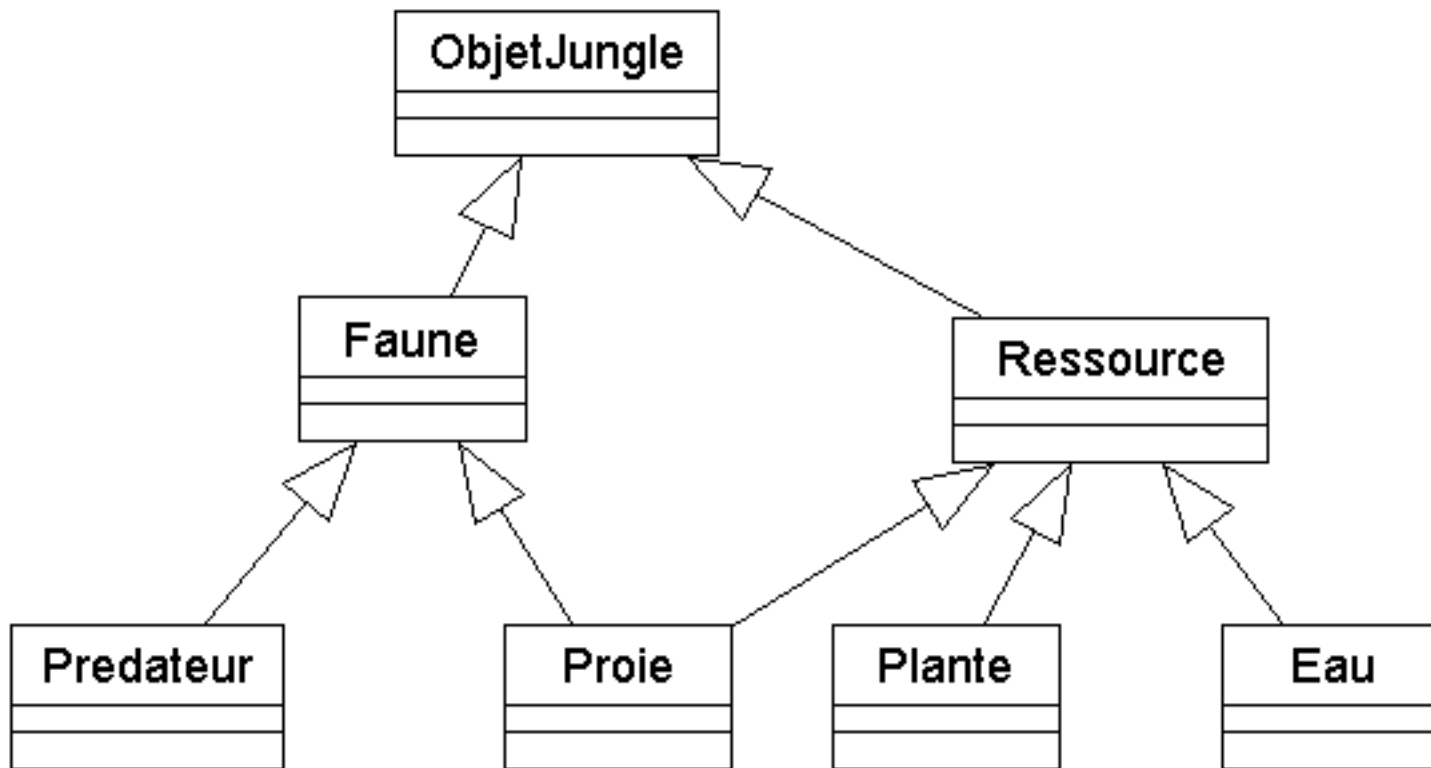 ObjetJungle
Faune
Ressource
Predateur
Proie
Plante
Eau